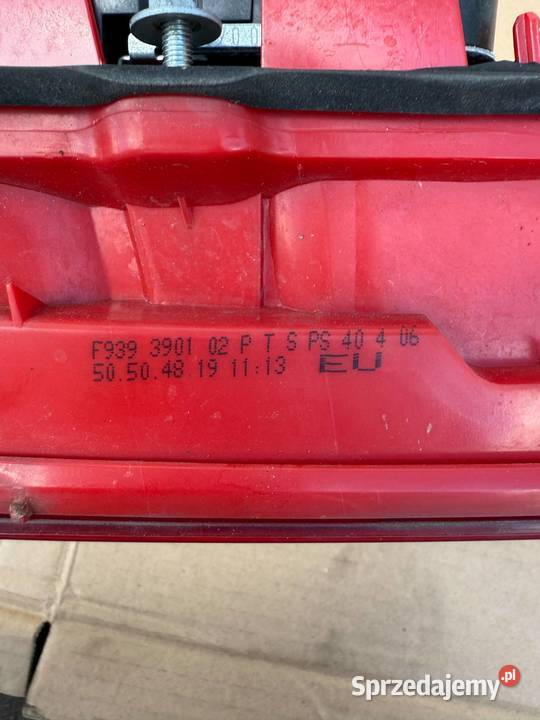 F939 3901 02 P T S PS 40 4 06
50.50.48.19 11:13 EU
Sprzedajemy.pl